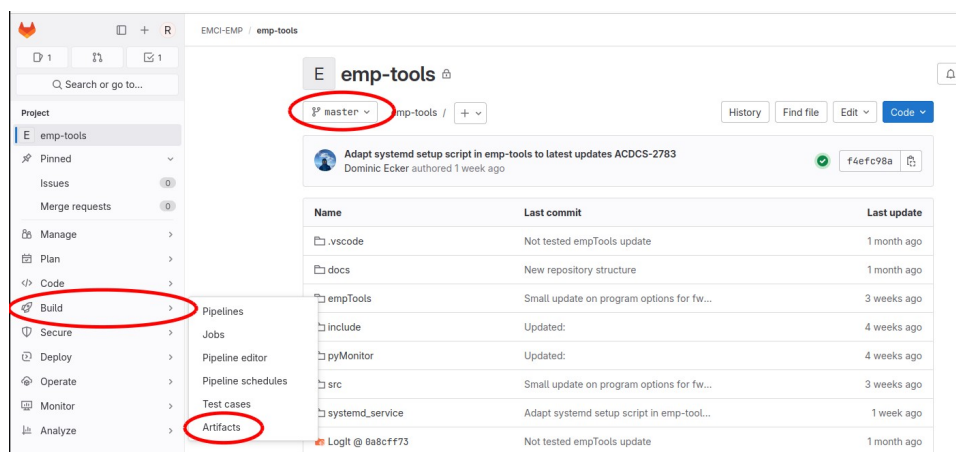 R
EMCI-EMP / emp-tools
1
1
Search or go to...
Project
E emp-tools
Pinned
Issues 0
Merge requests 0
Manage
Plan
Code
Build
Secure
Deploy
Operate
Monitor
Analyze
Pipelines
Jobs
Pipeline editor
Pipeline schedules
Test cases
Artifacts
E emp-tools
master
emp-tools / +
History Find file Edit Code
Adapt systemd setup script in emp-tools to latest updates ACDCS-2783
Dominic Ecker authored 1 week ago
f4efc98a
Name Last commit Last update
.vscode Not tested empTools update 1 month ago
docs New repository structure 1 month ago
empTools Small update on program options for fw... 3 weeks ago
include Updated: 4 weeks ago
pyMonitor Updated: 4 weeks ago
src Small update on program options for fw... 3 weeks ago
systemd_service Adapt systemd setup script in emp-tool... 1 week ago
LogIt @ 0a8cff73 Not tested empTools update 1 month ago